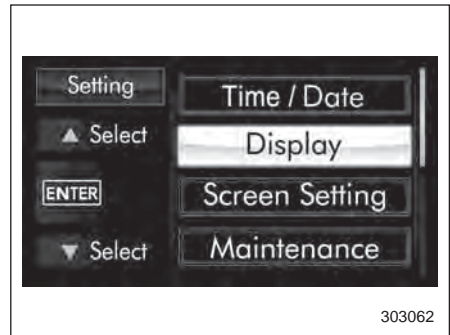 Setting
Time / Date
▲ Select
Display
ENTER
Screen Setting
▼ Select
Maintenance
303062